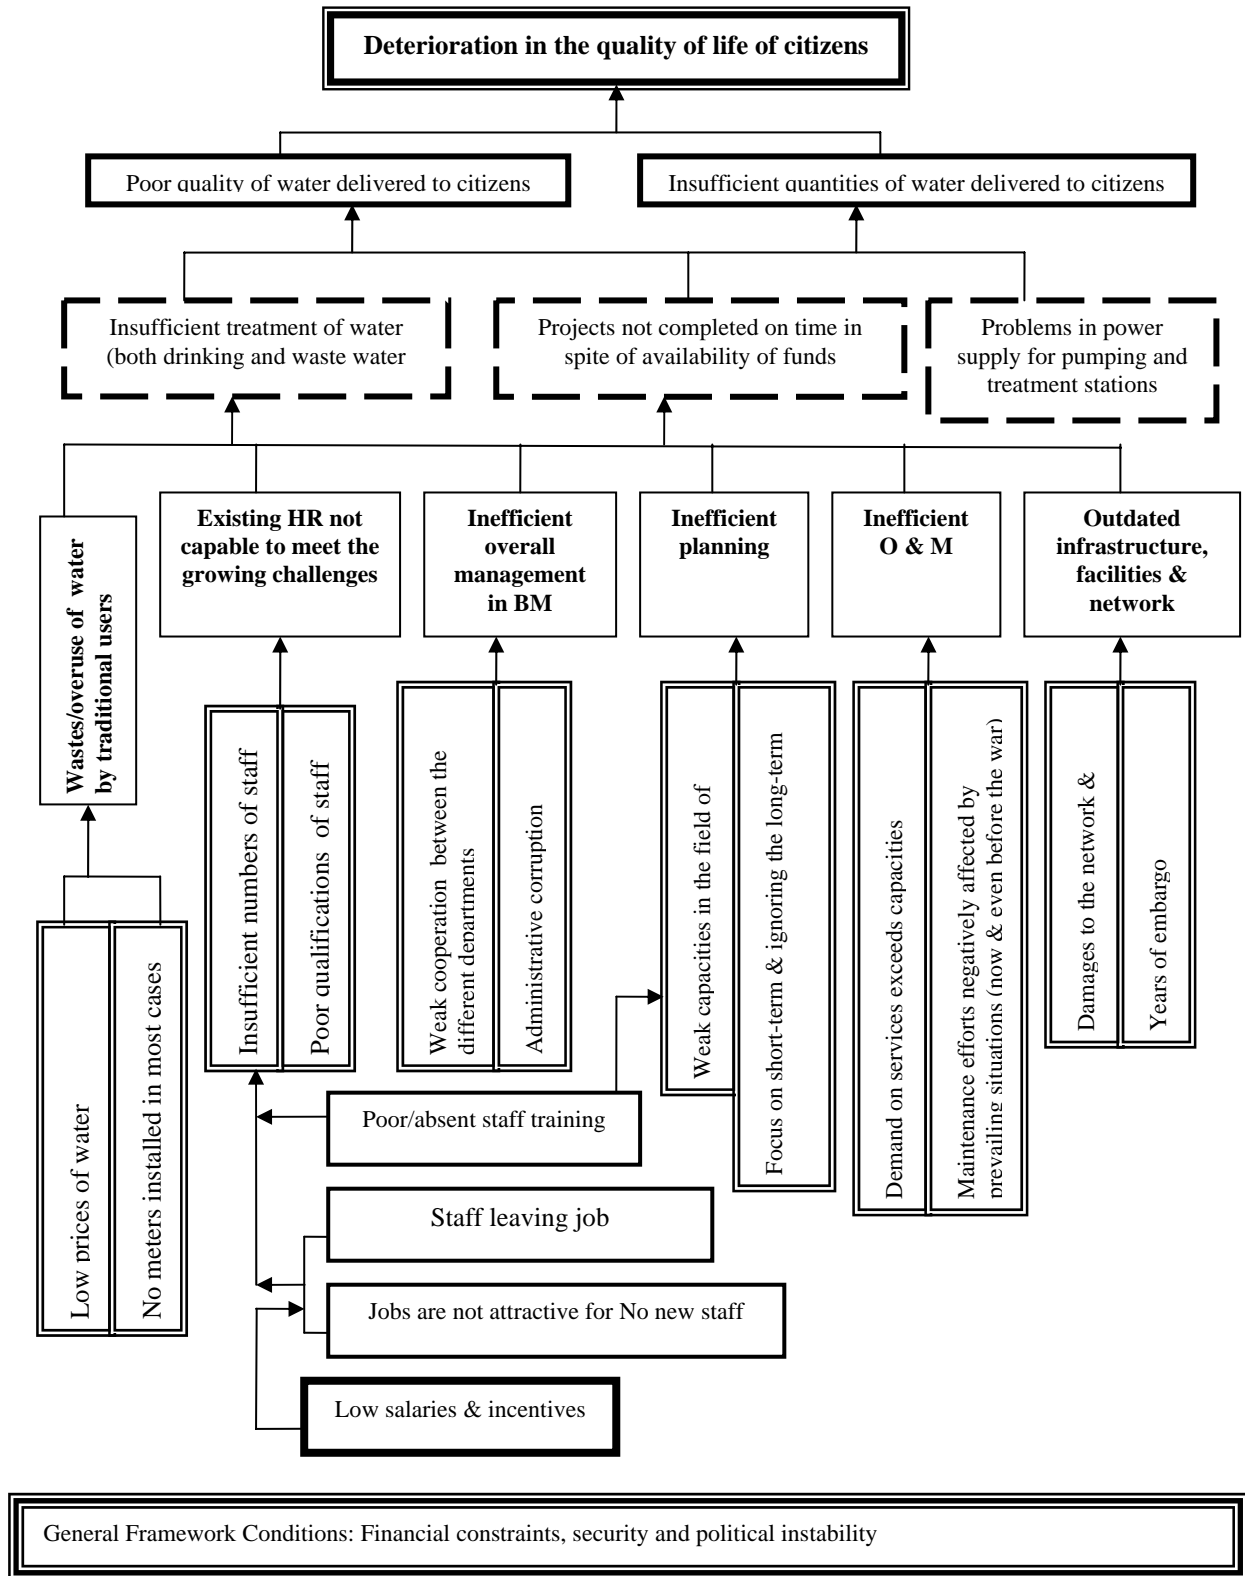 Deterioration in the quality of life of citizens
Poor quality of water delivered to citizens
Insufficient quantities of water delivered to citizens
Insufficient treatment of water
(both drinking and waste water
Projects not completed on time in
spite of availability of funds
Problems in power
supply for pumping and
treatment stations
Wastes/overuse of water
by traditional users
Existing HR not
capable to meet the
growing challenges
Inefficient
overall
management
in BM
Inefficient
planning
Inefficient
O & M
Outdated
infrastructure,
facilities &
network
Low prices of water
No meters installed in most cases
Insufficient numbers of staff
Poor qualifications of staff
Weak cooperation between the
different departments
Administrative corruption
Weak capacities in the field of
Focus on short-term & ignoring the long-term
Demand on services exceeds capacities
Maintenance efforts negatively affected by
prevailing situations (now & even before the war)
Damages to the network &
Years of embargo
Poor/absent staff training
Staff leaving job
Jobs are not attractive for No new staff
Low salaries & incentives
General Framework Conditions: Financial constraints, security and political instability